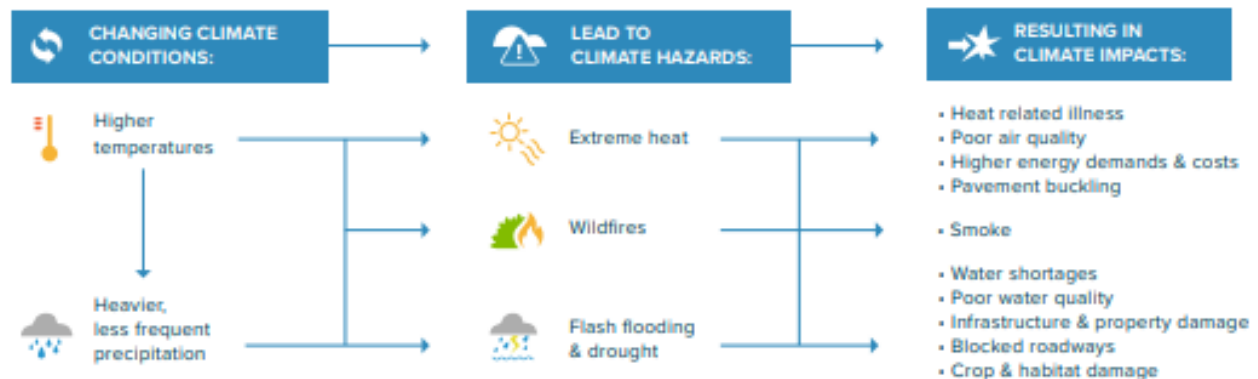 CHANGING CLIMATE
CONDITIONS:
LEAD TO
CLIMATE HAZARDS:
RESULTING IN
CLIMATE IMPACTS:
Higher
temperatures
Extreme heat
• Heat related illness
• Poor air quality
• Higher energy demands & costs
• Pavement buckling
Wildfires
• Smoke
Heavier,
less frequent
precipitation
Flash flooding
& drought
• Water shortages
• Poor water quality
• Infrastructure & property damage
• Blocked roadways
• Crop & habitat damage